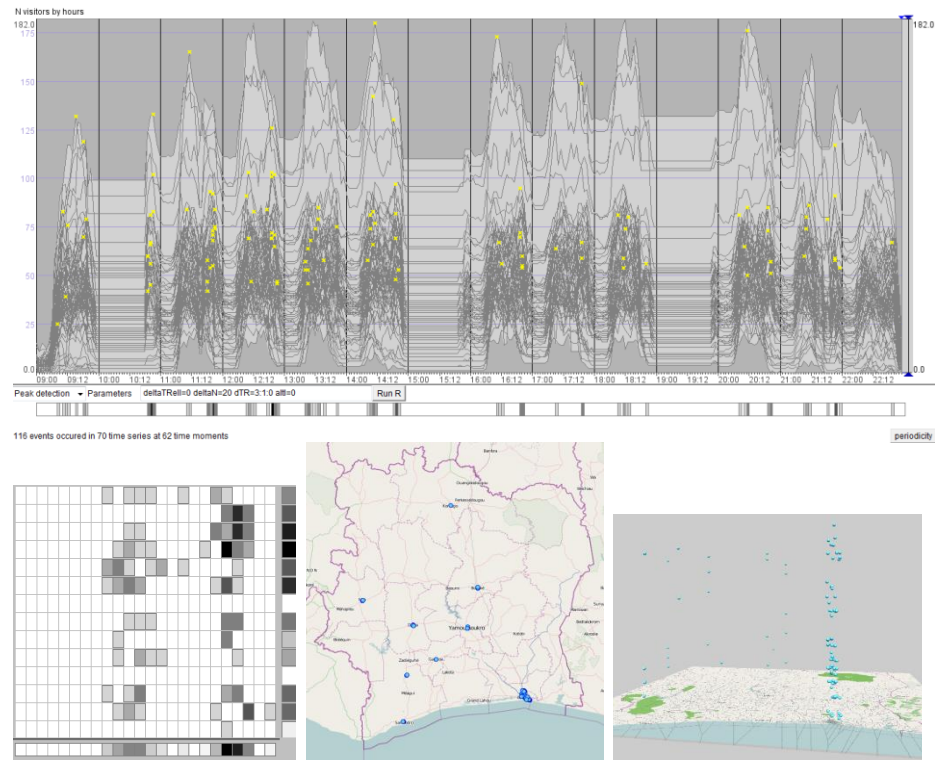 N visitors by hours
182.0
182.0
175
150
125
100
75
50
25
0.0
0.0
09:00 09:12 10:00 10:12 11:00 11:12 12:00 12:12 13:00 13:12 14:00 14:12 15:00 15:12 16:00 16:12 17:00 17:12 18:00 18:12 19:00 19:12 20:00 20:12 21:00 21:12 22:00 22:12
Peak detection Parameters deltaTRell=0 deltaN=20 dTR=3:1:0 attl=0 Run R
116 events occured in 70 time series at 62 time moments
periodicity